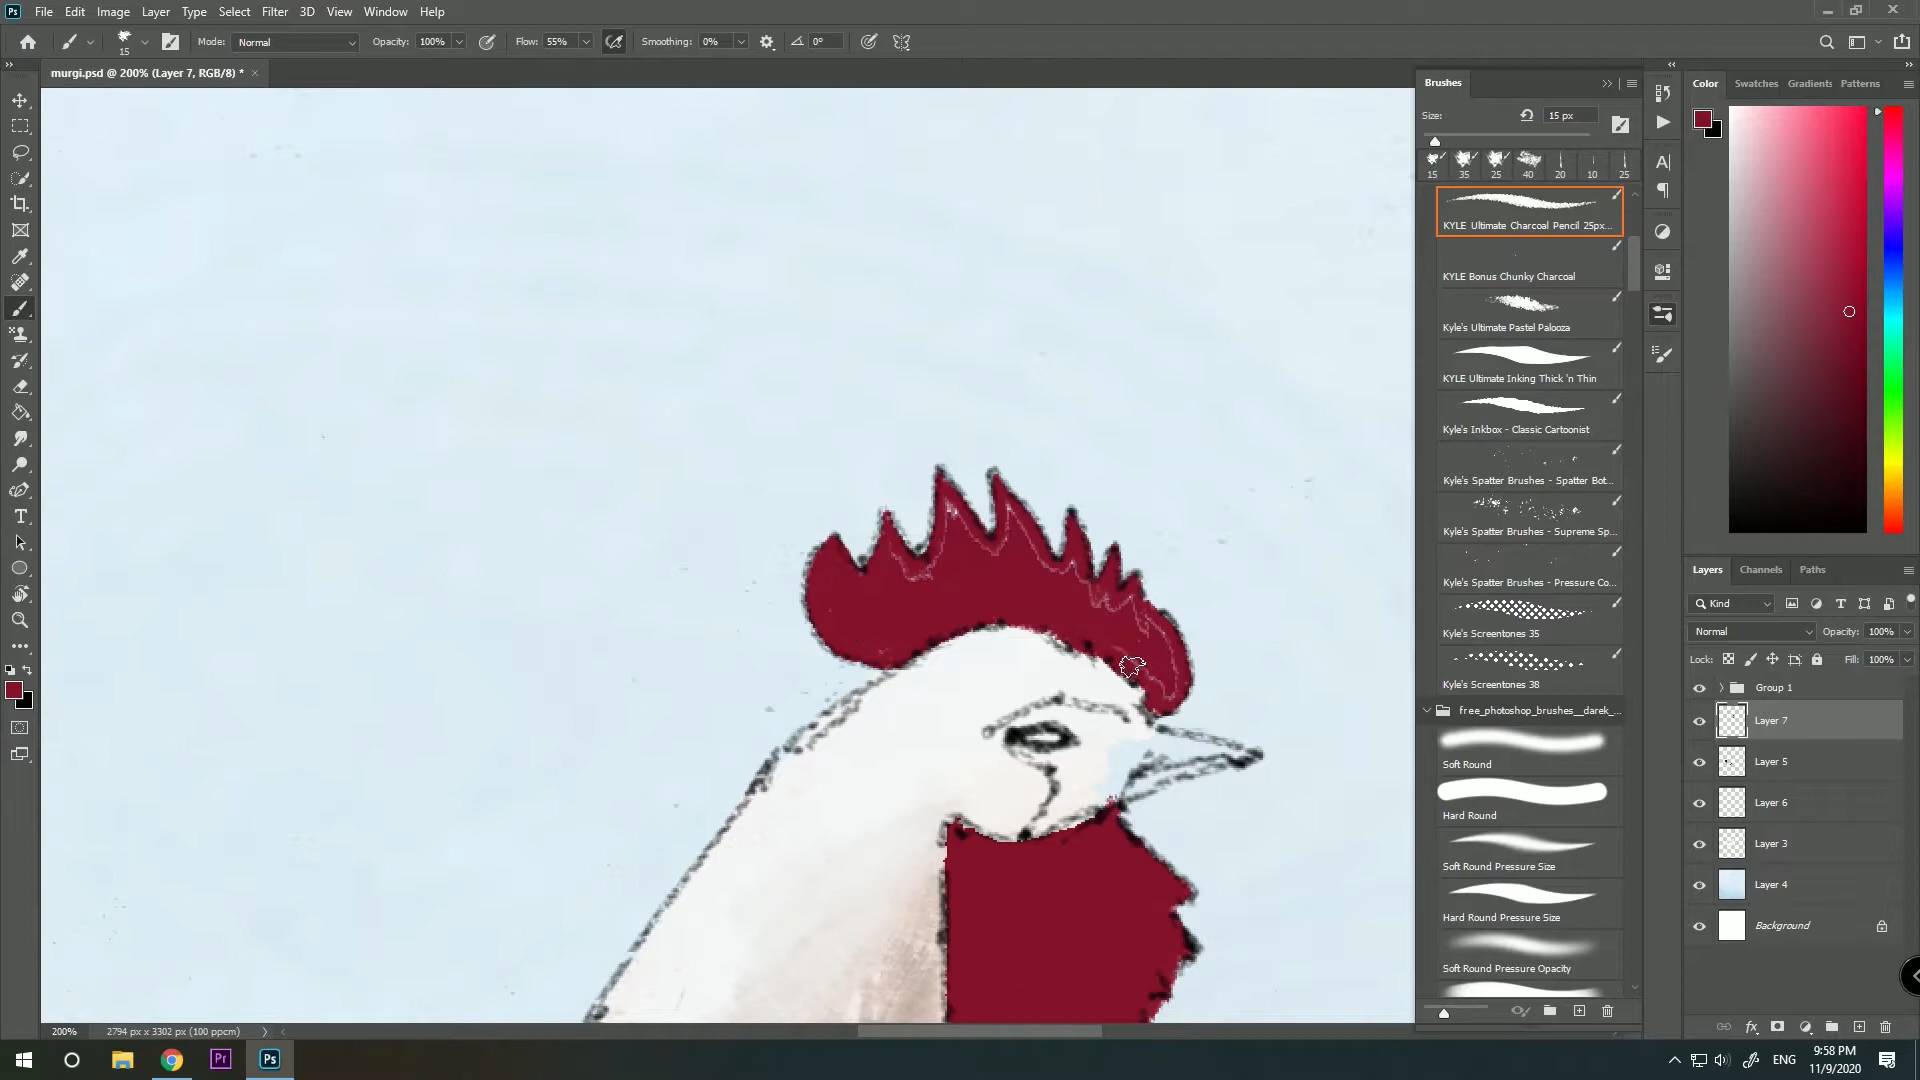 Ps File Edit Image Layer Type Select Filter 3D View Window Help
15 Mode: Normal Opacity: 100% Flow: 55% Smoothing: 0% 0°
murgi.psd @ 200% (Layer 7, RGB/8) *
Brushes
Size: 15 px
15 35 25 40 20 10 25
KYLE Ultimate Charcoal Pencil 25px...
KYLE Bonus Chunky Charcoal
Kyle's Ultimate Pastel Palooza
KYLE Ultimate Inking Thick 'n Thin
Kyle's Inkbox - Classic Cartoonist
Kyle's Spatter Brushes - Spatter Bot...
Kyle's Spatter Brushes - Supreme Sp...
Kyle's Spatter Brushes - Pressure Co...
Kyle's Screentones 35
Kyle's Screentones 38
free_photoshop_brushes__darek_...
Soft Round
Hard Round
Soft Round Pressure Size
Hard Round Pressure Size
Soft Round Pressure Opacity
Color Swatches Gradients Patterns
Layers Channels Paths
Kind
Normal Opacity: 100%
Lock: Fill: 100%
Group 1
Layer 7
Layer 5
Layer 6
Layer 3
Layer 4
Background
fx
200% 2794 px x 3302 px (100 ppcm)
Pr Ps
ENG
9:58 PM
11/9/2020